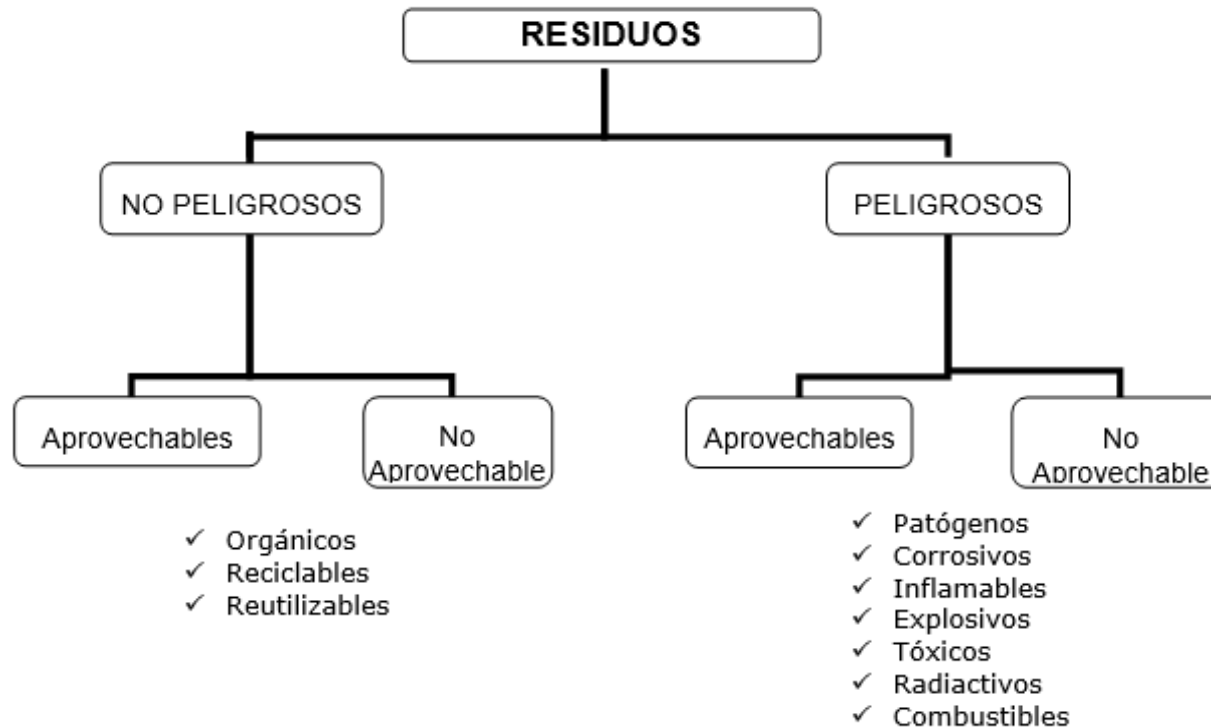 RESIDUOS
NO PELIGROSOS
PELIGROSOS
Aprovechables
No
Aprovechable
Aprovechables
No
Aprovechable
✓ Orgánicos
✓ Reciclables
✓ Reutilizables
✓ Patógenos
✓ Corrosivos
✓ Inflamables
✓ Explosivos
✓ Tóxicos
✓ Radiactivos
✓ Combustibles